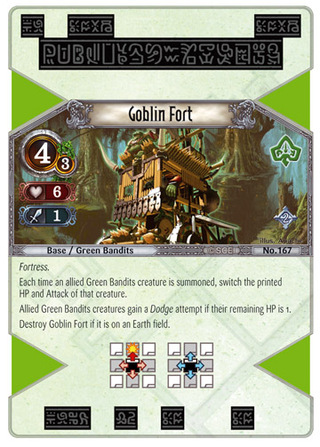 Goblin Fort
4
3
6
1
Base / Green Bandits
No.167
Fortress.
Each time an allied Green Bandits creature is summoned, switch the printed
HP and Attack of that creature.
Allied Green Bandits creatures gain a Dodge attempt if their remaining HP is 1.
Destroy Goblin Fort if it is on an Earth field.